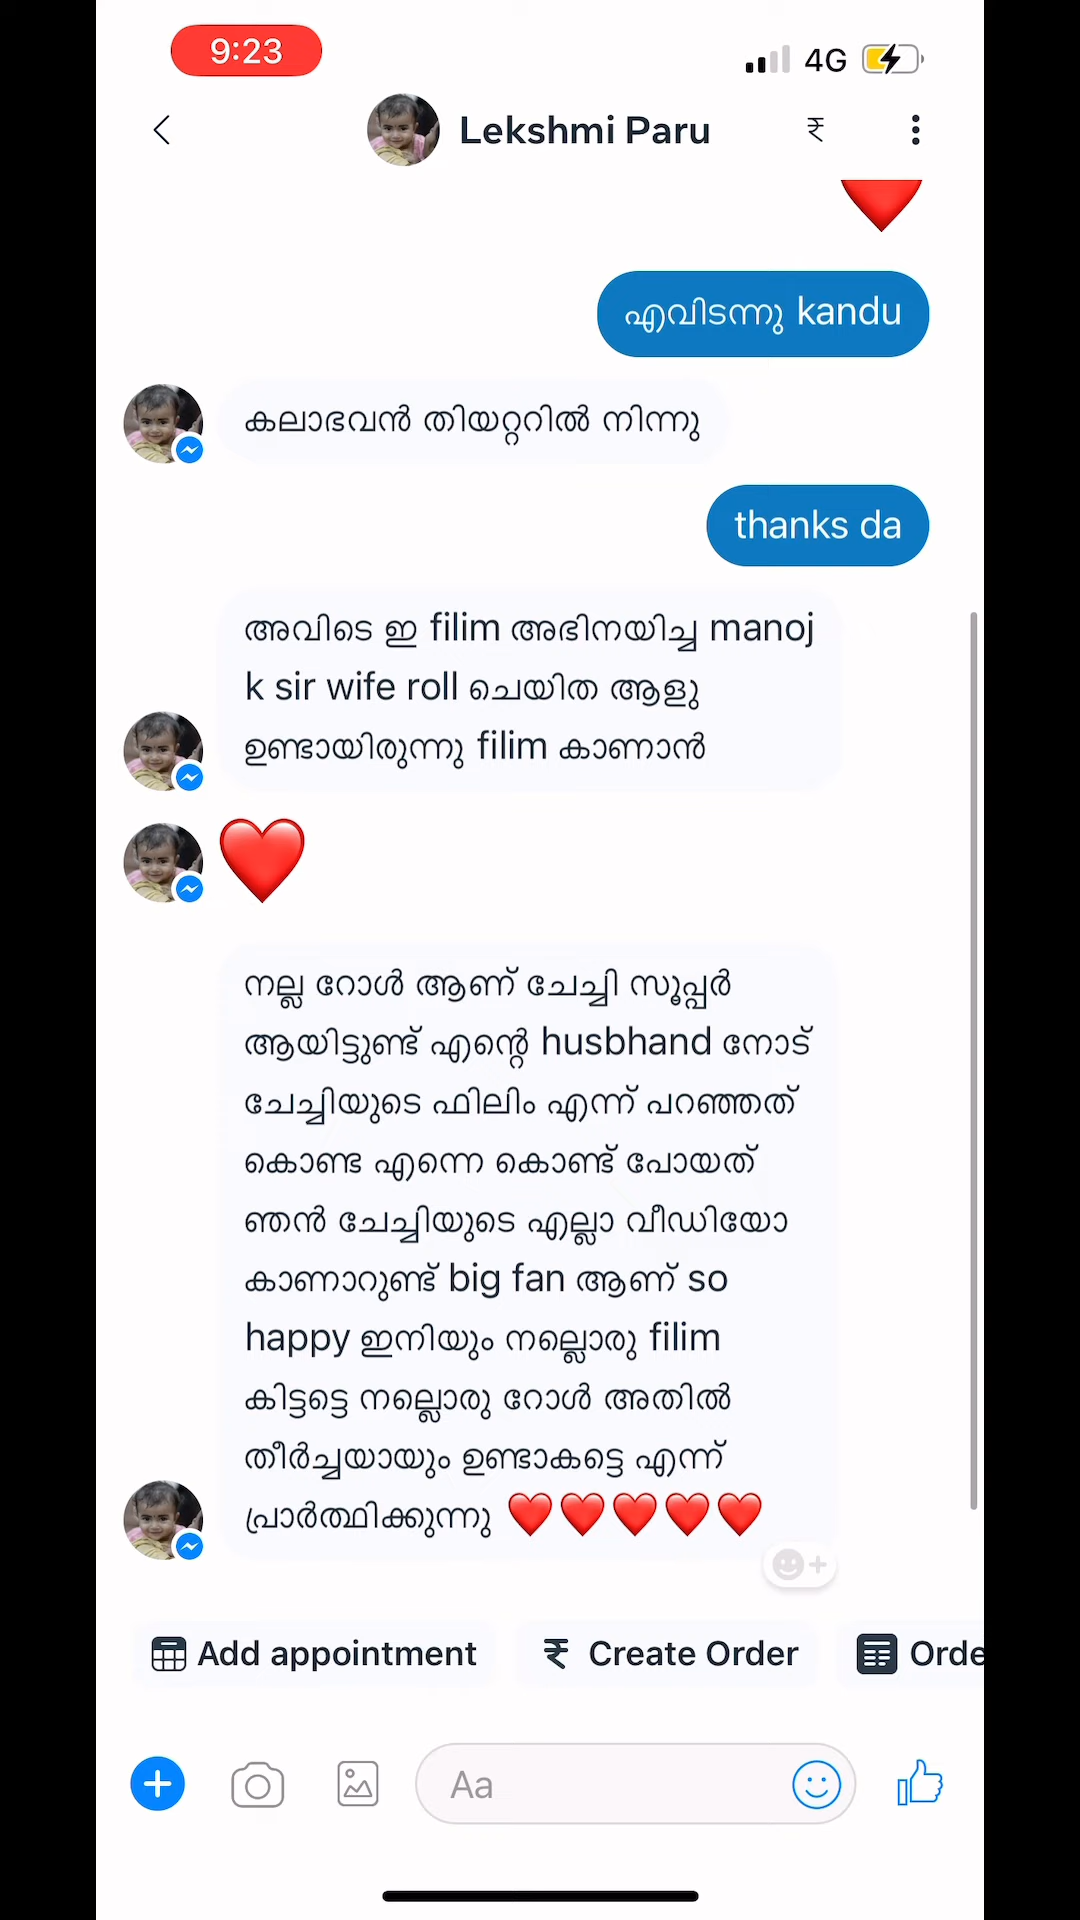 9:23
4G
Lekshmi Paru
₹
എവിടന്നു kandu
കലാഭവൻ തിയറ്ററിൽ നിന്നു
thanks da
അവിടെ ഇ filim അഭിനയിച്ച manoj
k sir wife roll ചെയിത ആളു
ഉണ്ടായിരുന്നു filim കാണാൻ
നല്ല റോൾ ആണ് ചേച്ചി സൂപ്പർ
ആയിട്ടുണ്ട് എന്റെ husbhand നോട്
ചേച്ചിയുടെ ഫിലിം എന്ന് പറഞ്ഞത്
കൊണ്ട എന്നെ കൊണ്ട് പോയത്
ഞൻ ചേച്ചിയുടെ എല്ലാ വീഡിയോ
കാണാറുണ്ട് big fan ആണ് so
happy ഇനിയും നല്ലൊരു filim
കിട്ടട്ടെ നല്ലൊരു റോൾ അതിൽ
തീർച്ചയായും ഉണ്ടാകട്ടെ എന്ന്
പ്രാർത്ഥിക്കുന്നു ❤️❤️❤️❤️❤️
Add appointment
₹ Create Order
Orde
Aa